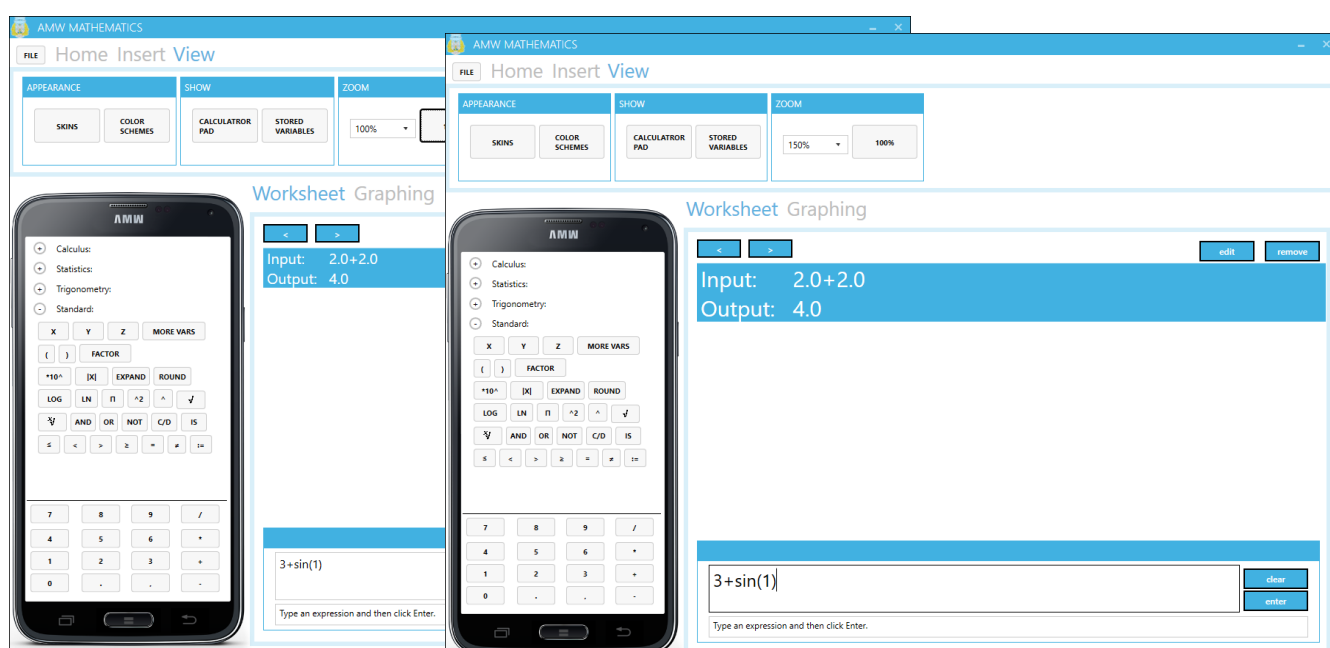 AMW MATHEMATICS
FILE Home Insert View
APPEARANCE SHOW ZOOM
SKINS COLOR SCHEMES CALCULATROR PAD STORED VARIABLES 100%
Worksheet Graphing
AMW
Calculus:
Statistics:
Trigonometry:
Standard:
X Y Z MORE VARS
( ) FACTOR
*10^ |X| EXPAND ROUND
LOG LN Π ^2 ^ √
ˣ√ AND OR NOT C/D IS
≤ < > ≥ = ≠ :=
7 8 9 /
4 5 6 *
1 2 3 +
0 . , -
< >
Input: 2.0+2.0
Output: 4.0
3+sin(1)
Type an expression and then click Enter.
AMW MATHEMATICS
FILE Home Insert View
APPEARANCE SHOW ZOOM
SKINS COLOR SCHEMES CALCULATROR PAD STORED VARIABLES 150% 100%
Worksheet Graphing
AMW
Calculus:
Statistics:
Trigonometry:
Standard:
X Y Z MORE VARS
( ) FACTOR
*10^ |X| EXPAND ROUND
LOG LN Π ^2 ^ √
ˣ√ AND OR NOT C/D IS
≤ < > ≥ = ≠ :=
7 8 9 /
4 5 6 *
1 2 3 +
0 . , -
< > edit remove
Input: 2.0+2.0
Output: 4.0
3+sin(1)
clear
enter
Type an expression and then click Enter.